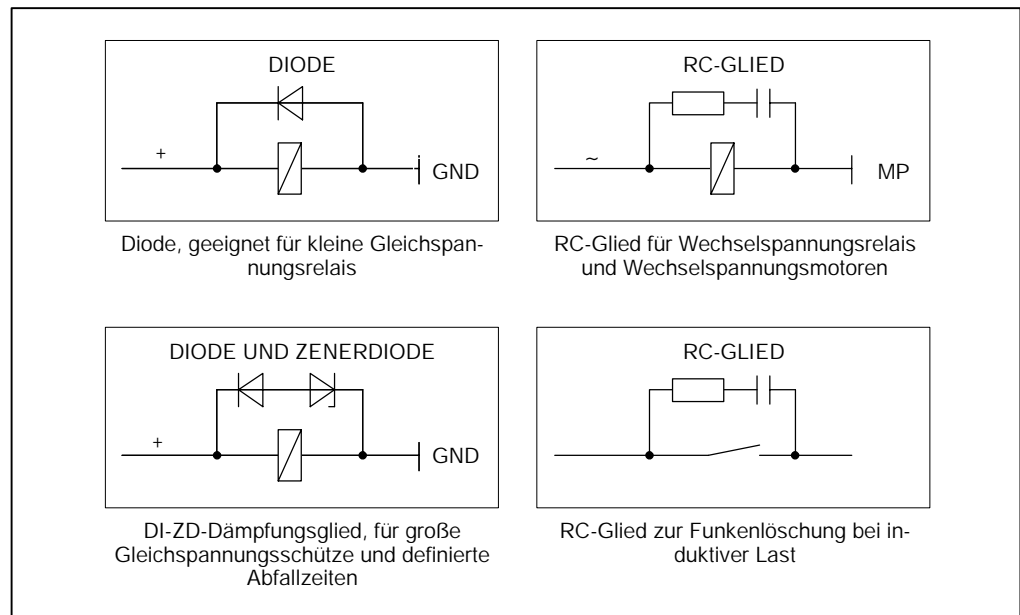 DIODE
+
GND
Diode, geeignet für kleine Gleichspan-
nungsrelais
RC-GLIED
~
MP
RC-Glied für Wechselspannungsrelais
und Wechselspannungsmotoren
DIODE UND ZENERDIODE
+
GND
DI-ZD-Dämpfungsglied, für große
Gleichspannungsschütze und definierte
Abfallzeiten
RC-GLIED
RC-Glied zur Funkenlöschung bei in-
duktiver Last